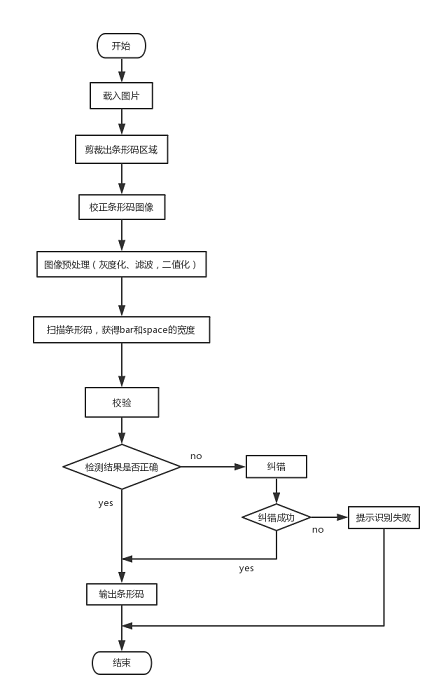 开始
载入图片
剪裁出条形码区域
校正条形码图像
图像预处理（灰度化、滤波，二值化）
扫描条形码，获得bar和space的宽度
校验
检测结果是否正确
no
纠错
yes
纠错成功
no
提示识别失败
yes
输出条形码
结束